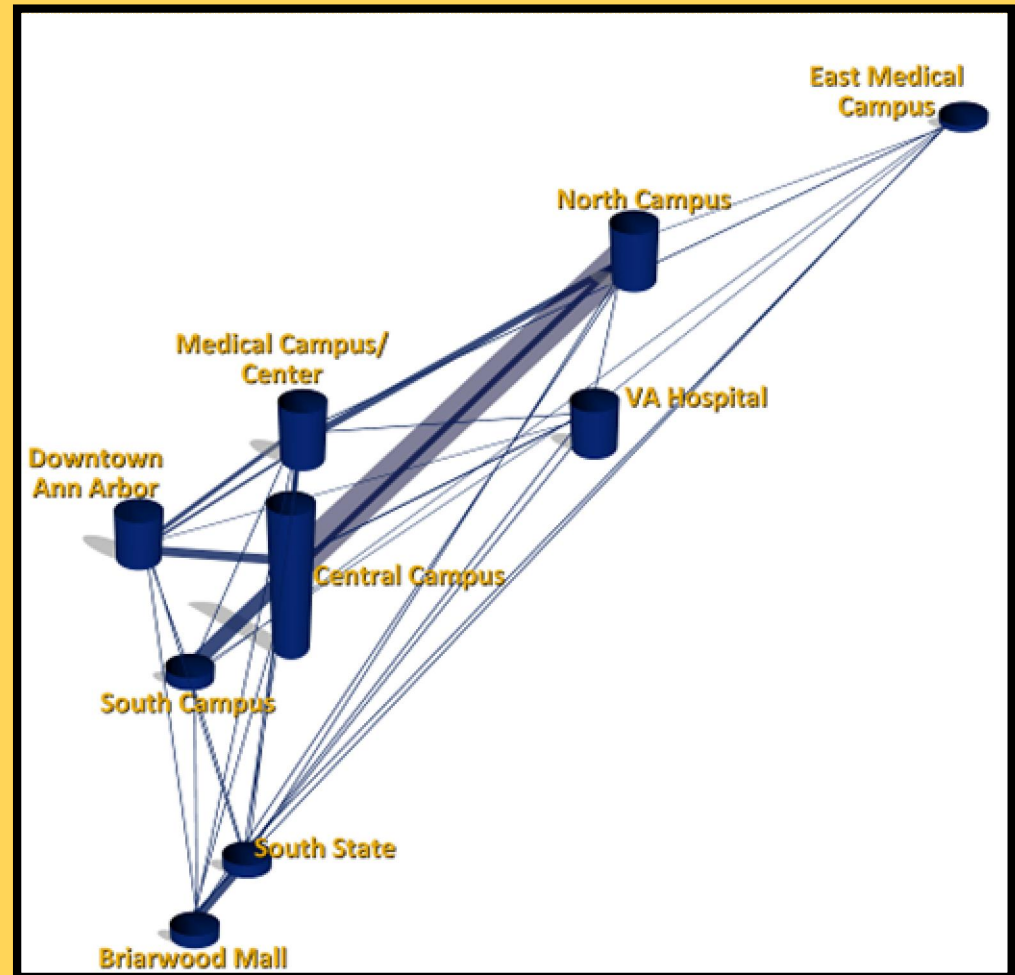 East Medical
Campus
North Campus
Medical Campus/
Center
VA Hospital
Downtown
Ann Arbor
Central Campus
South Campus
South State
Briarwood Mall